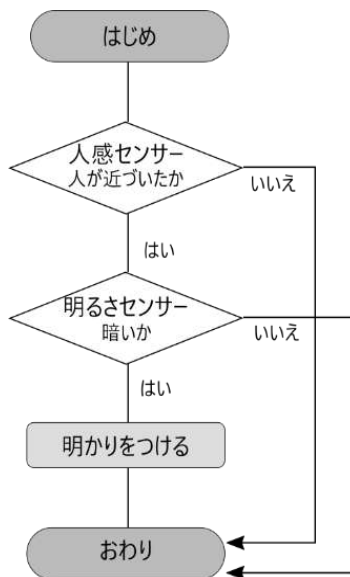 はじめ
人感センサー
人が近づいたか
いいえ
はい
明るさセンサー
暗いか
いいえ
はい
明かりをつける
おわり